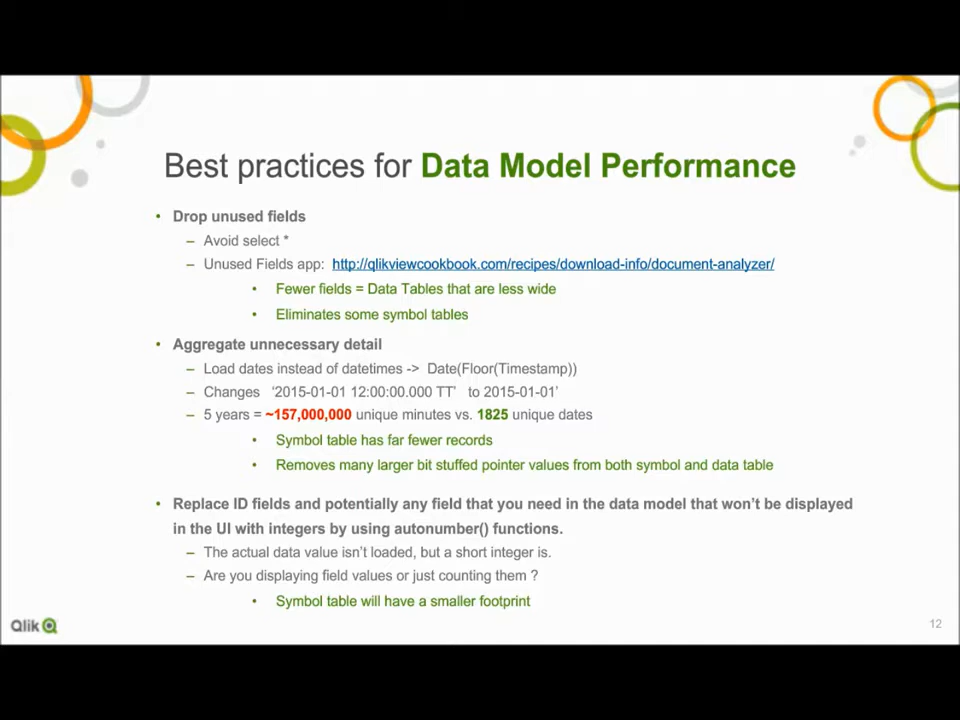 Best practices for Data Model Performance
• Drop unused fields
– Avoid select *
– Unused Fields app: http://qlikviewcookbook.com/recipes/download-info/document-analyzer/
• Fewer fields = Data Tables that are less wide
• Eliminates some symbol tables
• Aggregate unnecessary detail
– Load dates instead of datetimes -> Date(Floor(Timestamp))
– Changes ‘2015-01-01 12:00:00.000 TT’ to 2015-01-01’
– 5 years = ~157,000,000 unique minutes vs. 1825 unique dates
• Symbol table has far fewer records
• Removes many larger bit stuffed pointer values from both symbol and data table
• Replace ID fields and potentially any field that you need in the data model that won’t be displayed
in the UI with integers by using autonumber() functions.
– The actual data value isn’t loaded, but a short integer is.
– Are you displaying field values or just counting them ?
• Symbol table will have a smaller footprint
Qlik
12